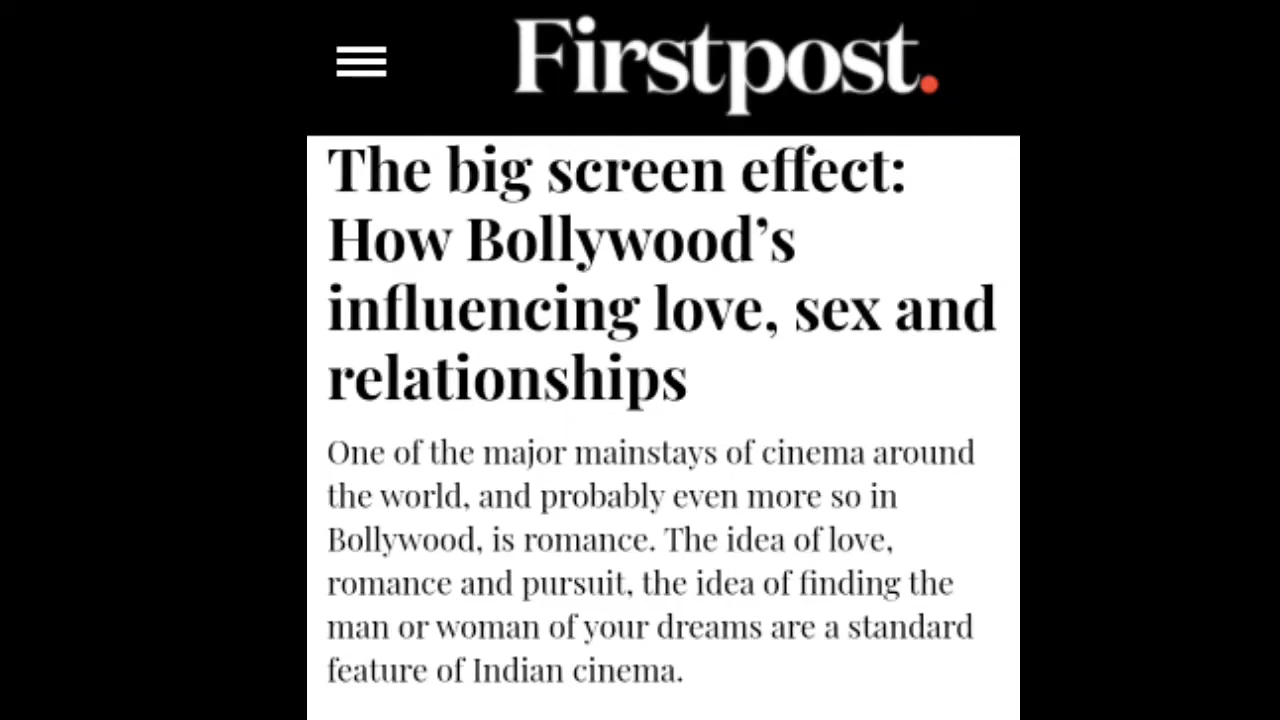 Firstpost.
The big screen effect:
How Bollywood’s
influencing love, sex and
relationships
One of the major mainstays of cinema around
the world, and probably even more so in
Bollywood, is romance. The idea of love,
romance and pursuit, the idea of finding the
man or woman of your dreams are a standard
feature of Indian cinema.